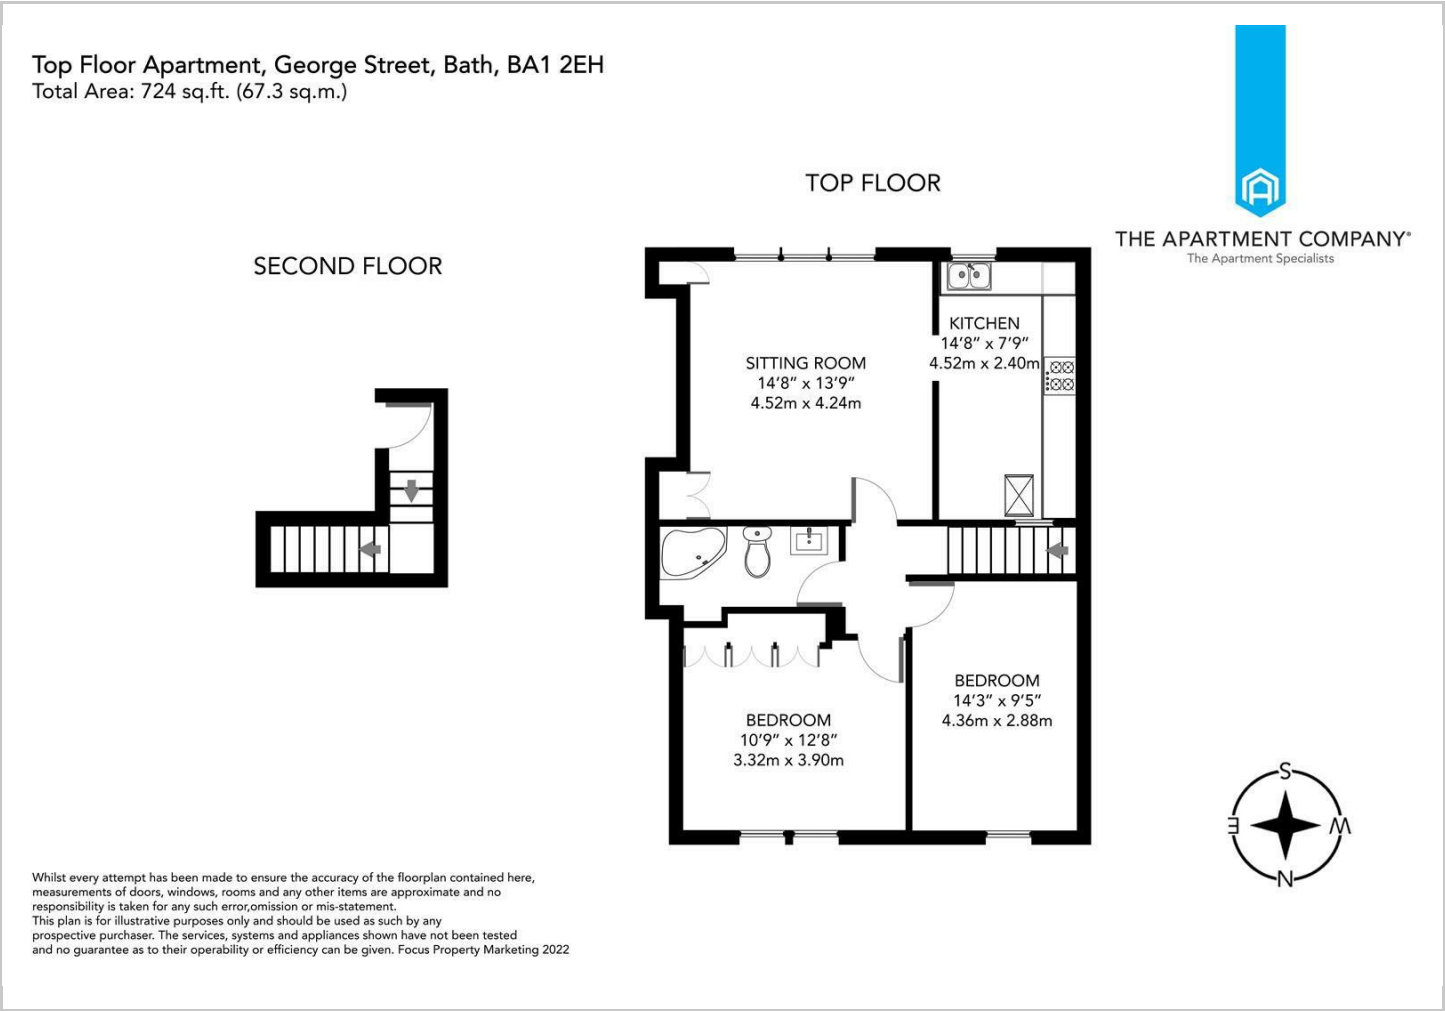 Top Floor Apartment, George Street, Bath, BA1 2EH
Total Area: 724 sq.ft. (67.3 sq.m.)
THE APARTMENT COMPANY®
The Apartment Specialists
TOP FLOOR
SECOND FLOOR
SITTING ROOM
14'8" x 13'9"
4.52m x 4.24m
KITCHEN
14'8" x 7'9"
4.52m x 2.40m
BEDROOM
10'9" x 12'8"
3.32m x 3.90m
BEDROOM
14'3" x 9'5"
4.36m x 2.88m
S
E
W
N
Whilst every attempt has been made to ensure the accuracy of the floorplan contained here,
measurements of doors, windows, rooms and any other items are approximate and no
responsibility is taken for any such error,omission or mis-statement.
This plan is for illustrative purposes only and should be used as such by any
prospective purchaser. The services, systems and appliances shown have not been tested
and no guarantee as to their operability or efficiency can be given. Focus Property Marketing 2022